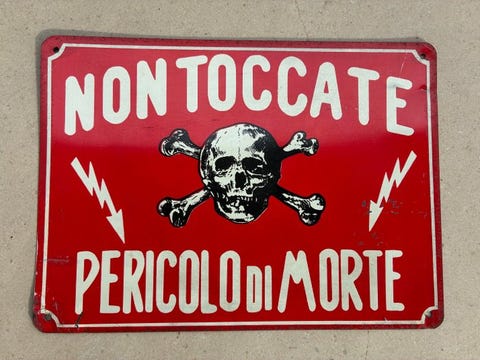 NON TOCCATE
PERICOLO DI MORTE